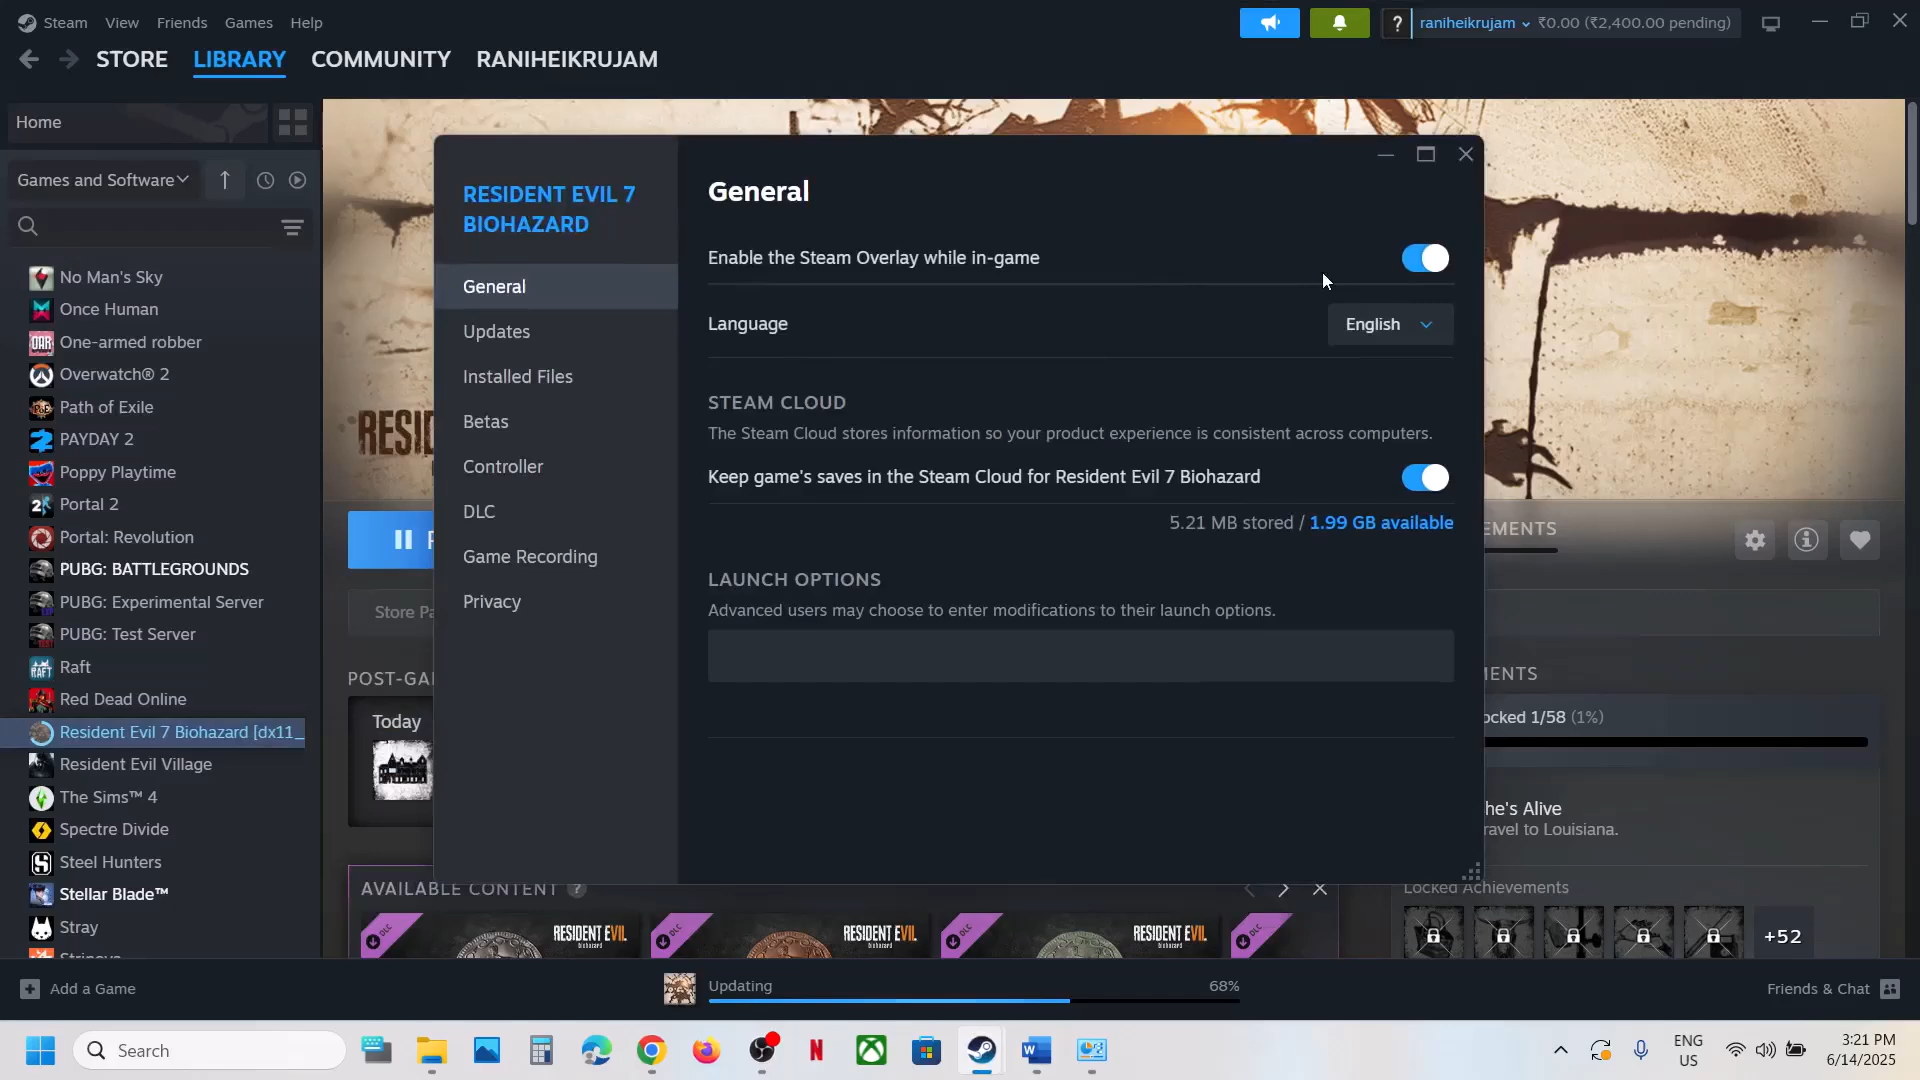 Steam View Friends Games Help
? raniheikrujam ₹0.00 (₹2,400.00 pending)
STORE LIBRARY COMMUNITY RANIHEIKRUJAM
Home
Games and Software
No Man's Sky
Once Human
One-armed robber
Overwatch® 2
Path of Exile
PAYDAY 2
Poppy Playtime
Portal 2
Portal: Revolution
PUBG: BATTLEGROUNDS
PUBG: Experimental Server
PUBG: Test Server
Raft
Red Dead Online
Resident Evil 7 Biohazard [dx11_
Resident Evil Village
The Sims™ 4
Spectre Divide
Steel Hunters
Stellar Blade™
Stray
RESID
Store Pa
POST-GA
Today
AVAILABLE CONTENT ?
RESIDENT EVIL
biohazard
RESIDENT EVIL
biohazard
RESIDENT EVIL
biohazard
DLC
DLC
DLC
DLC
RESIDENT EVIL 7
BIOHAZARD
General
Updates
Installed Files
Betas
Controller
DLC
Game Recording
Privacy
General
Enable the Steam Overlay while in-game
Language English
STEAM CLOUD
The Steam Cloud stores information so your product experience is consistent across computers.
Keep game's saves in the Steam Cloud for Resident Evil 7 Biohazard
5.21 MB stored / 1.99 GB available
LAUNCH OPTIONS
Advanced users may choose to enter modifications to their launch options.
EMENTS
MENTS
ocked 1/58 (1%)
he's Alive
ravel to Louisiana.
Locked Achievements
+52
Add a Game
Updating 68%
Friends & Chat
Search
ENG
US
3:21 PM
6/14/2025